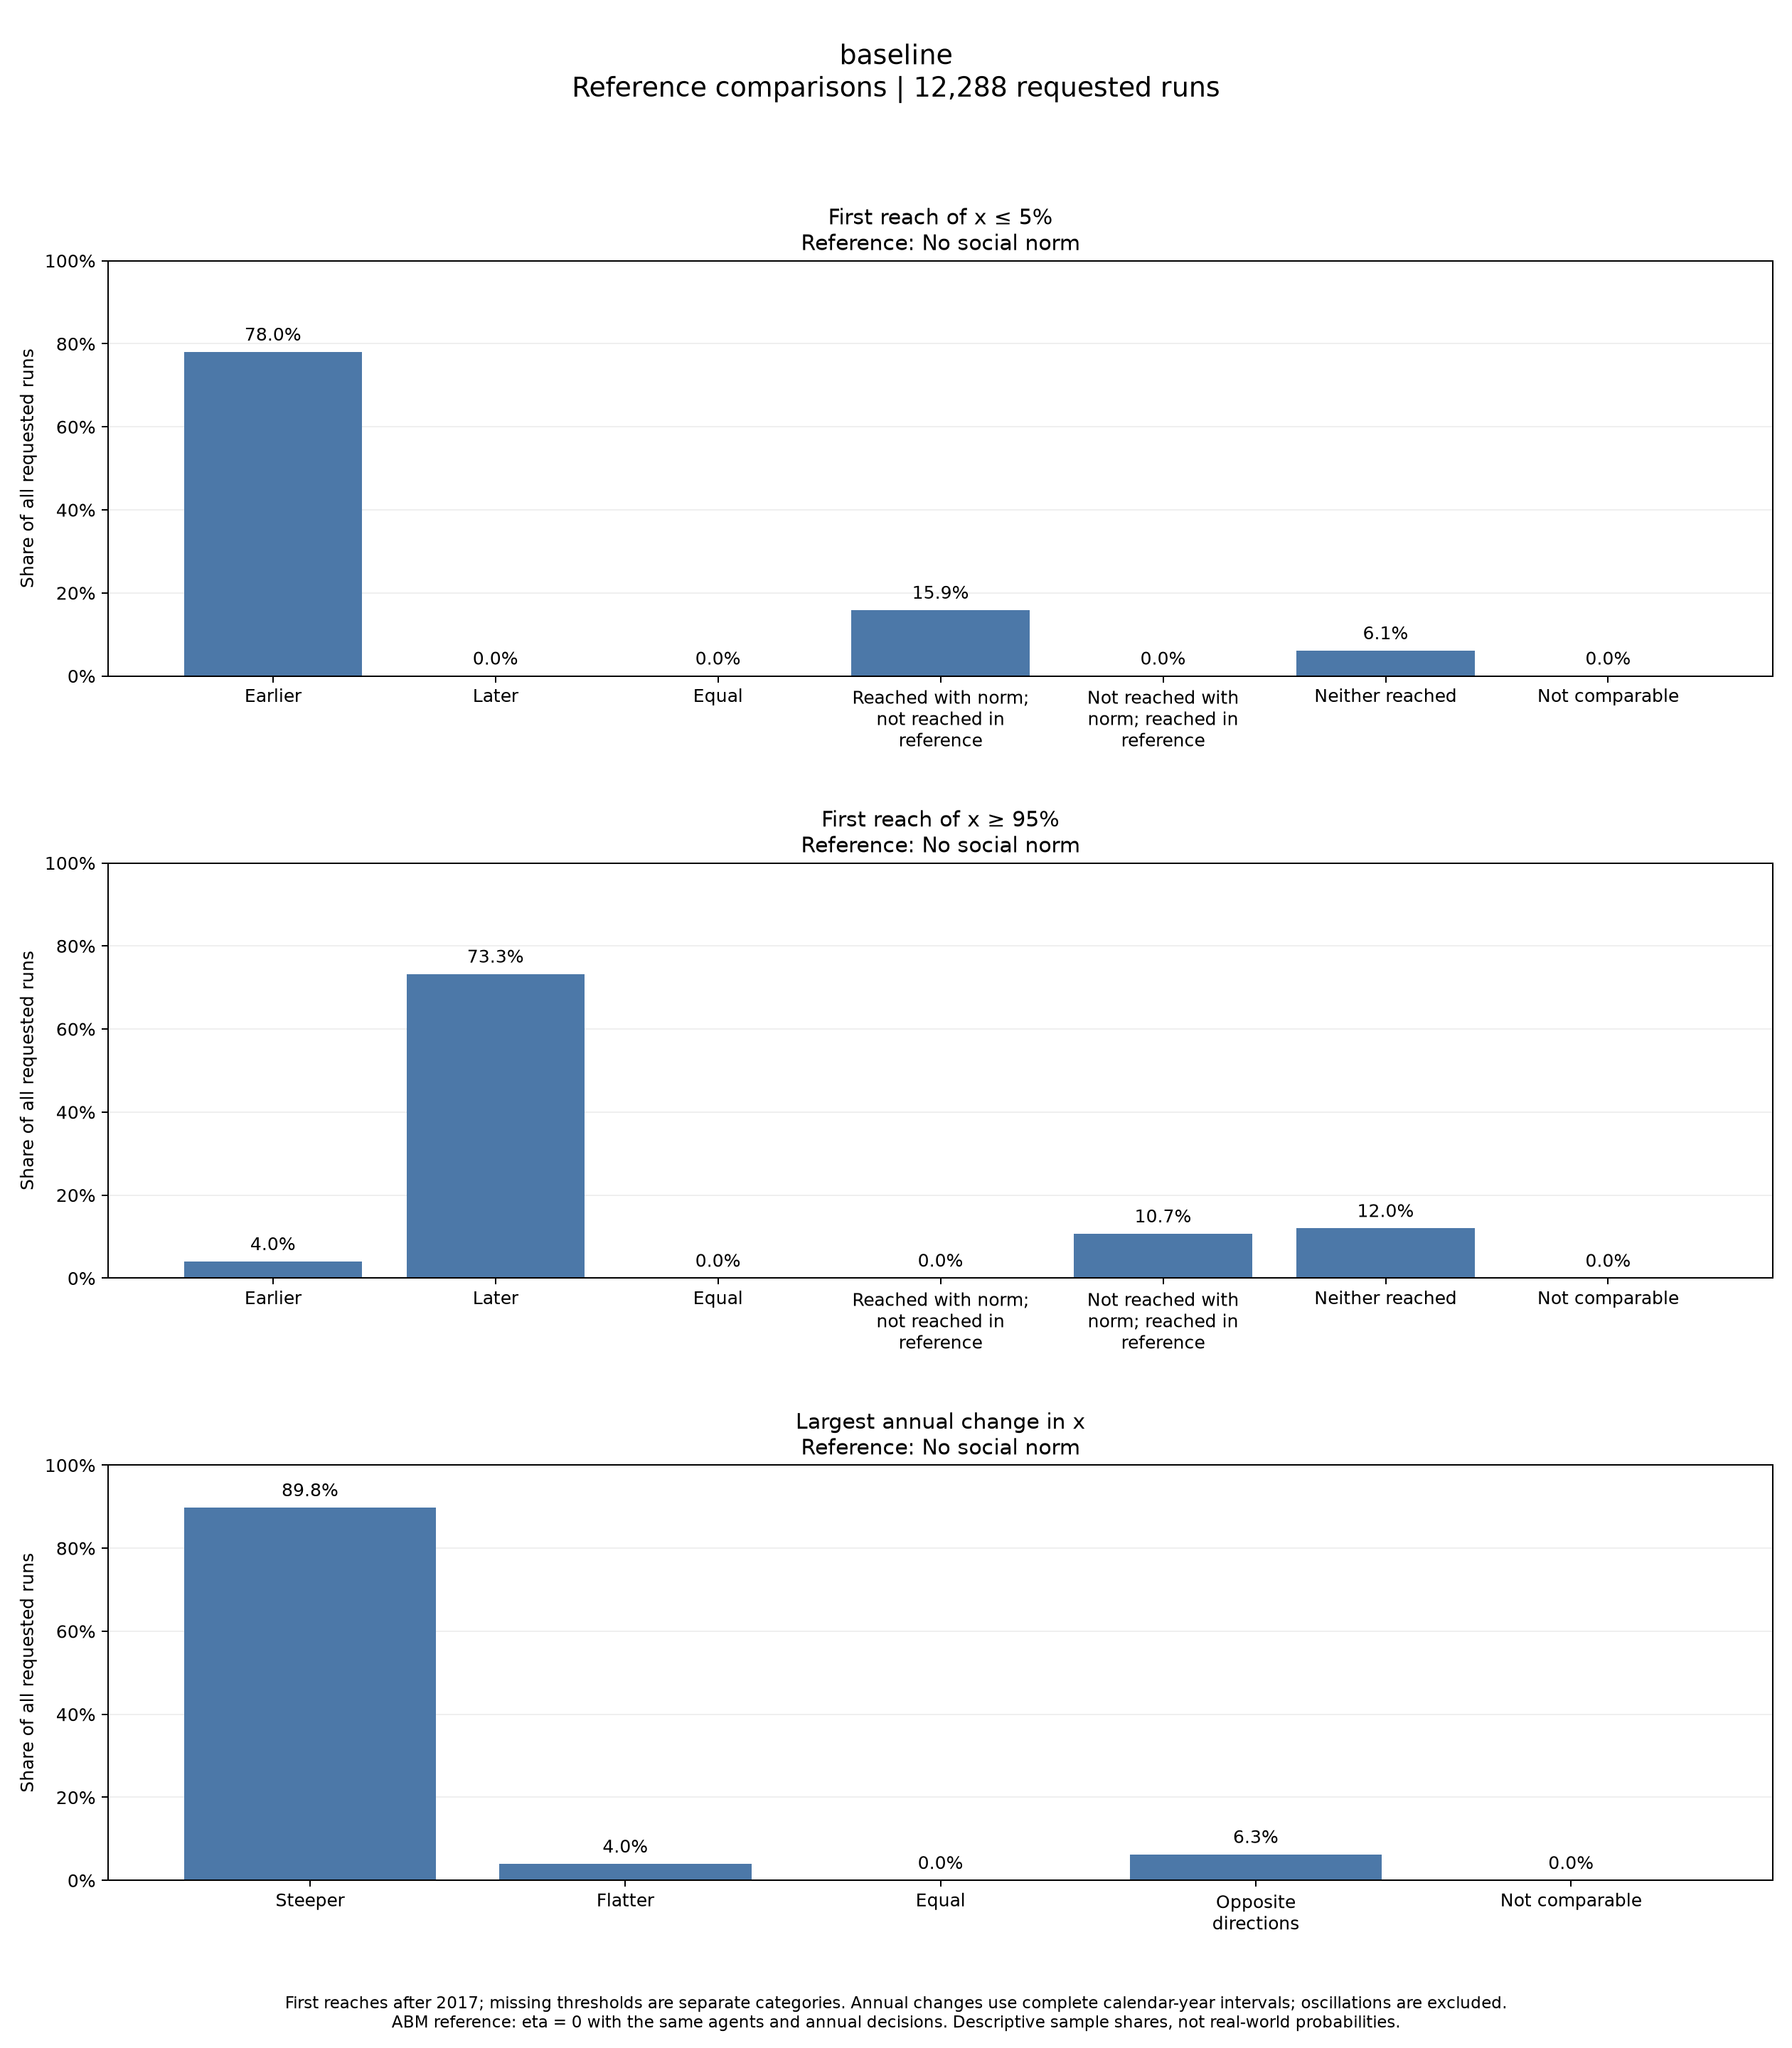 baseline
Reference comparisons | 12,288 requested runs
First reach of x ≤ 5%
Reference: No social norm
Share of all requested runs
100%
80%
60%
40%
20%
0%
78.0%
0.0%
0.0%
15.9%
0.0%
6.1%
0.0%
Earlier
Later
Equal
Reached with norm;
not reached in
reference
Not reached with
norm; reached in
reference
Neither reached
Not comparable
First reach of x ≥ 95%
Reference: No social norm
Share of all requested runs
100%
80%
60%
40%
20%
0%
4.0%
73.3%
0.0%
0.0%
10.7%
12.0%
0.0%
Earlier
Later
Equal
Reached with norm;
not reached in
reference
Not reached with
norm; reached in
reference
Neither reached
Not comparable
Largest annual change in x
Reference: No social norm
Share of all requested runs
100%
80%
60%
40%
20%
0%
89.8%
4.0%
0.0%
6.3%
0.0%
Steeper
Flatter
Equal
Opposite
directions
Not comparable
First reaches after 2017; missing thresholds are separate categories. Annual changes use complete calendar-year intervals; oscillations are excluded.
ABM reference: eta = 0 with the same agents and annual decisions. Descriptive sample shares, not real-world probabilities.